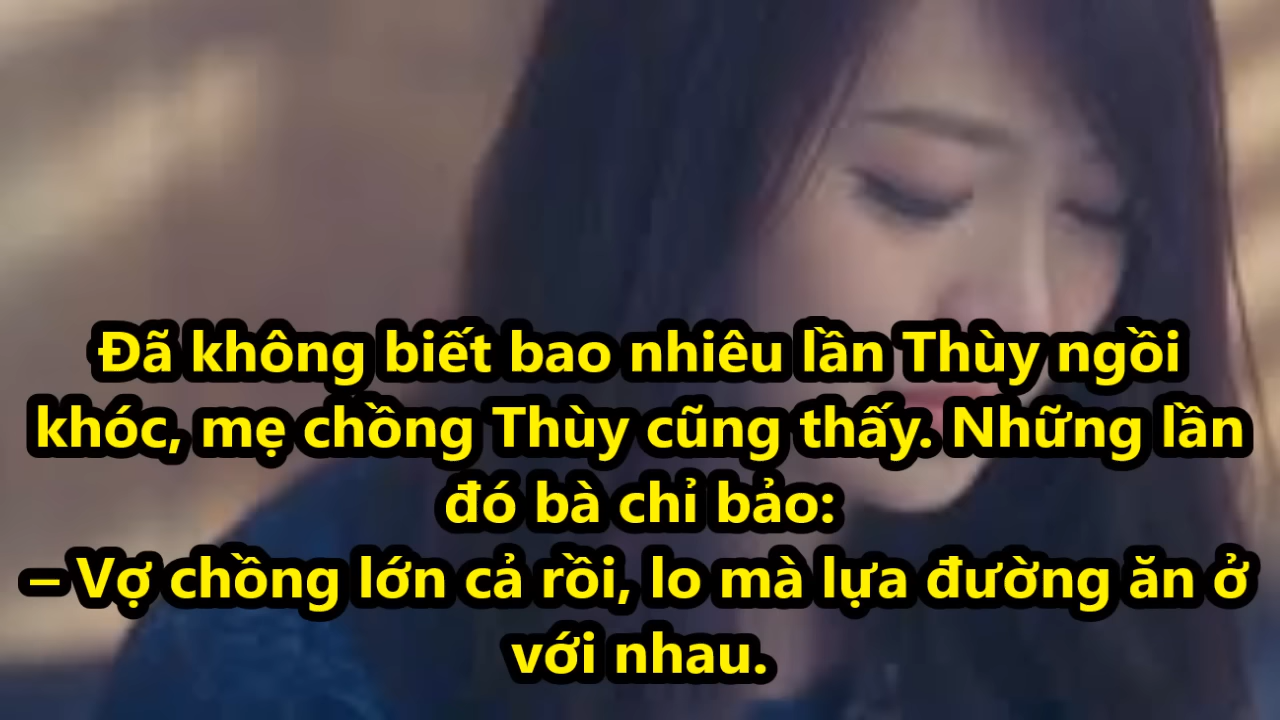 Đã không biết bao nhiêu lần Thùy ngồi
khóc, mẹ chồng Thùy cũng thấy. Những lần
đó bà chỉ bảo:
– Vợ chồng lớn cả rồi, lo mà lựa đường ăn ở
với nhau.